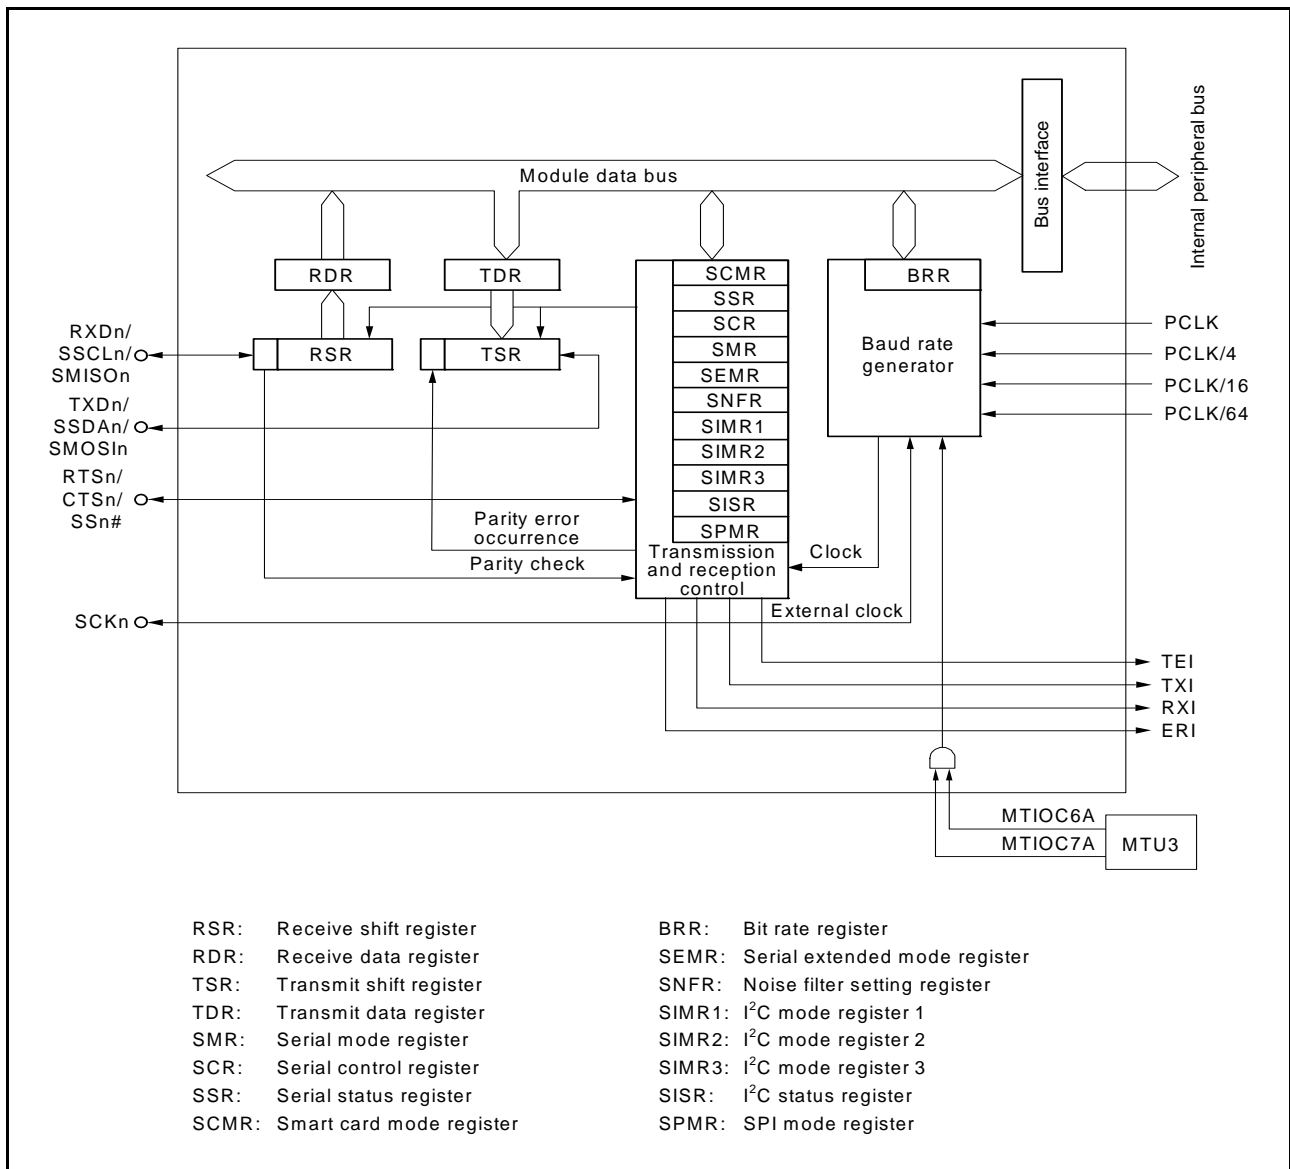 Internal peripheral bus
Bus interface
Module data bus
RDR
TDR
SCMR
BRR
SSR
SCR
SMR
SEMR
SNFR
SIMR1
SIMR2
SIMR3
SISR
SPMR
Transmission
and reception
control
Baud rate
generator
PCLK
PCLK/4
PCLK/16
PCLK/64
RXDn/
SSCLn/
SMISOn
RSR
TSR
TXDn/
SSDAn/
SMOSIn
RTSn/
CTSn/
SSn#
Parity error
occurrence
Parity check
Clock
External clock
SCKn
TEI
TXI
RXI
ERI
MTIOC6A
MTIOC7A
MTU3
RSR: Receive shift register
RDR: Receive data register
TSR: Transmit shift register
TDR: Transmit data register
SMR: Serial mode register
SCR: Serial control register
SSR: Serial status register
SCMR: Smart card mode register
BRR: Bit rate register
SEMR: Serial extended mode register
SNFR: Noise filter setting register
SIMR1: I²C mode register 1
SIMR2: I²C mode register 2
SIMR3: I²C mode register 3
SISR: I²C status register
SPMR: SPI mode register